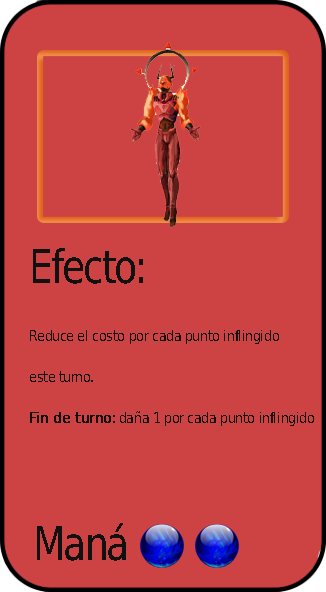 Efecto:
Reduce el costo por cada punto inflingido
este turno.
Fin de turno: daña 1 por cada punto inflingido
Maná